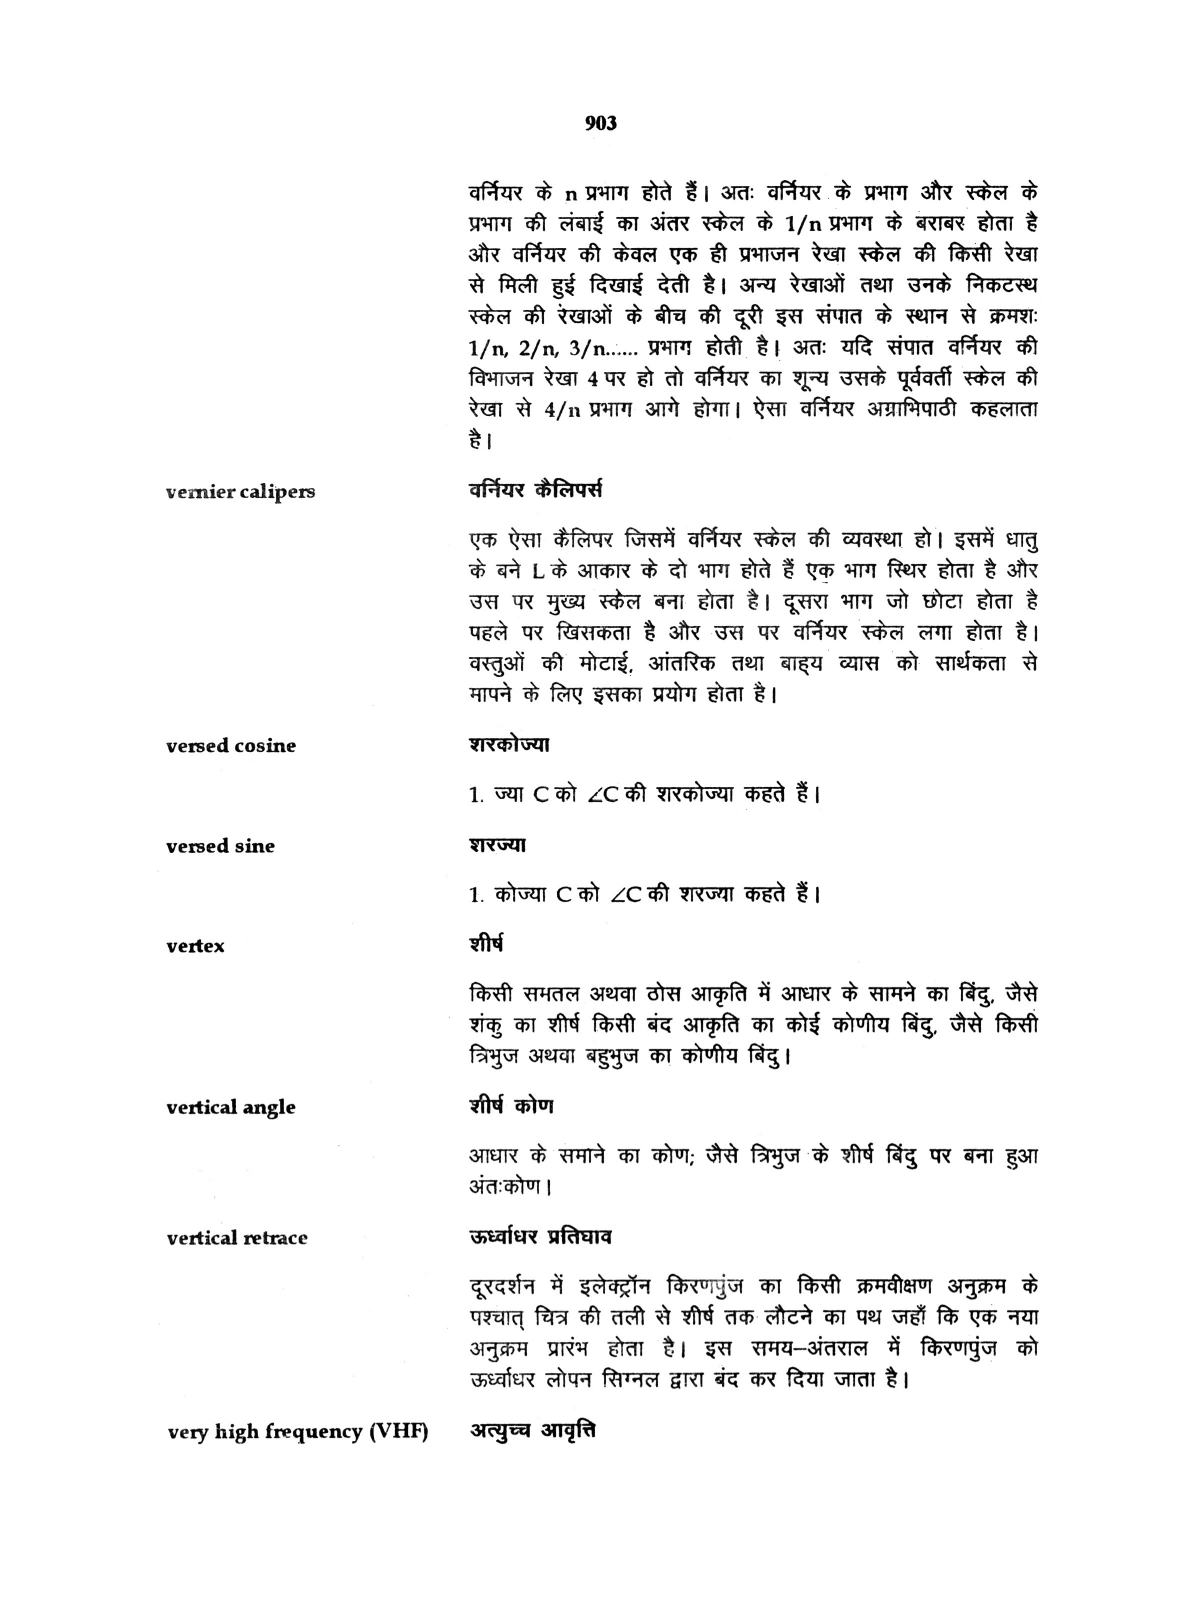 903
वर्नियर के n प्रभाग होते हैं। अतः वर्नियर के प्रभाग और स्केल के
प्रभाग की लंबाई का अंतर स्केल के 1/n प्रभाग के बराबर होता है
और वर्नियर की केवल एक ही प्रभाजन रेखा स्केल की किसी रेखा
से मिली हुई दिखाई देती है। अन्य रेखाओं तथा उनके निकटस्थ
स्केल की रेखाओं के बीच की दूरी इस संपात के स्थान से क्रमशः
1/n, 2/n, 3/n...... प्रभाग होती है। अतः यदि संपात वर्नियर की
विभाजन रेखा 4 पर हो तो वर्नियर का शून्य उसके पूर्ववर्ती स्केल की
रेखा से 4/n प्रभाग आगे होगा। ऐसा वर्नियर अग्राभिपाठी कहलाता
है।
vernier calipers वर्नियर कैलिपर्स
एक ऐसा कैलिपर जिसमें वर्नियर स्केल की व्यवस्था हो। इसमें धातु
के बने L के आकार के दो भाग होते हैं एक भाग स्थिर होता है और
उस पर मुख्य स्केल बना होता है। दूसरा भाग जो छोटा होता है
पहले पर खिसकता है और उस पर वर्नियर स्केल लगा होता है।
वस्तुओं की मोटाई, आंतरिक तथा बाह्य व्यास को सार्थकता से
मापने के लिए इसका प्रयोग होता है।
versed cosine शरकोज्या
1. ज्या C को ∠C की शरकोज्या कहते हैं।
versed sine शरज्या
1. कोज्या C को ∠C की शरज्या कहते हैं।
vertex शीर्ष
किसी समतल अथवा ठोस आकृति में आधार के सामने का बिंदु, जैसे
शंकु का शीर्ष किसी बंद आकृति का कोई कोणीय बिंदु, जैसे किसी
त्रिभुज अथवा बहुभुज का कोणीय बिंदु।
vertical angle शीर्ष कोण
आधार के समाने का कोण; जैसे त्रिभुज के शीर्ष बिंदु पर बना हुआ
अंतःकोण।
vertical retrace ऊर्ध्वाधर प्रतिघाव
दूरदर्शन में इलेक्ट्रॉन किरणपुंज का किसी क्रमवीक्षण अनुक्रम के
पश्चात् चित्र की तली से शीर्ष तक लौटने का पथ जहाँ कि एक नया
अनुक्रम प्रारंभ होता है। इस समय–अंतराल में किरणपुंज को
ऊर्ध्वाधर लोपन सिग्नल द्वारा बंद कर दिया जाता है।
very high frequency (VHF) अत्युच्च आवृत्ति